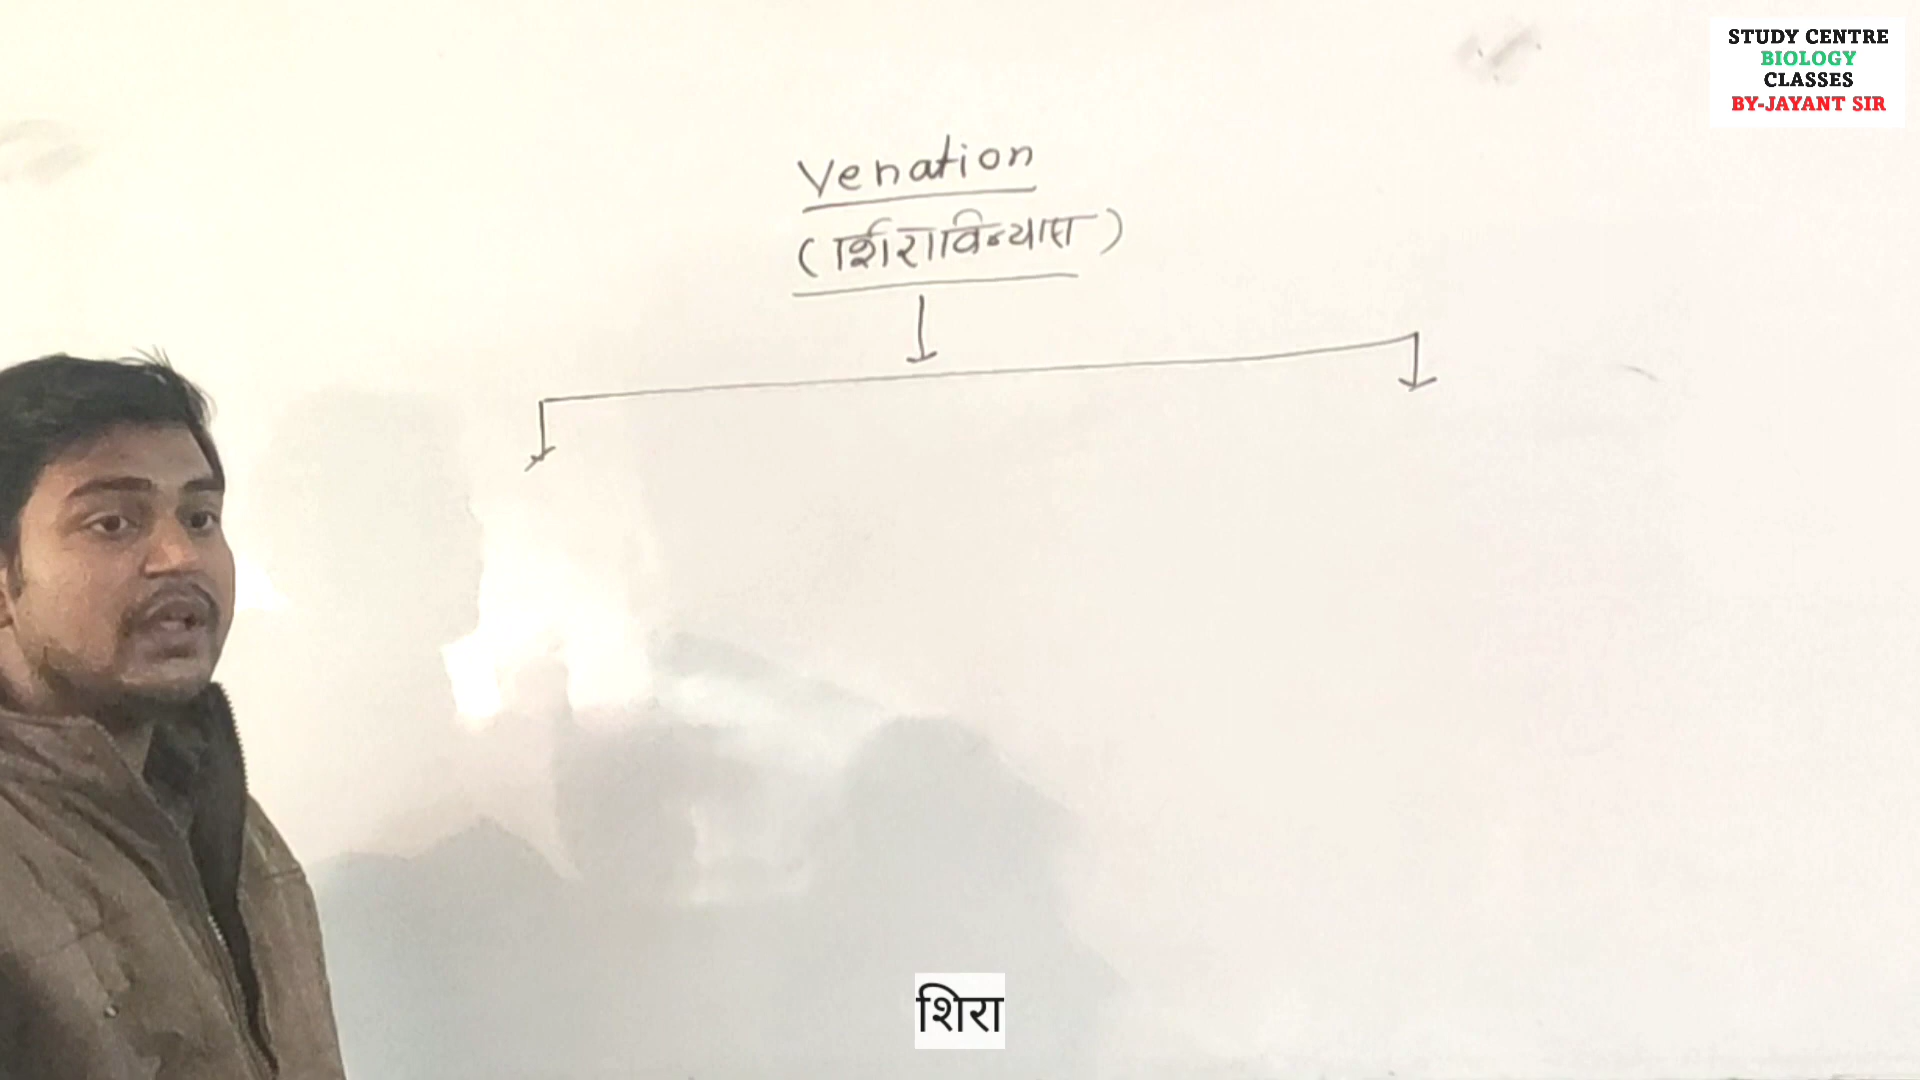 STUDY CENTRE
BIOLOGY
CLASSES
BY-JAYANT SIR
Venation
(शिराविन्यास)
शिरा